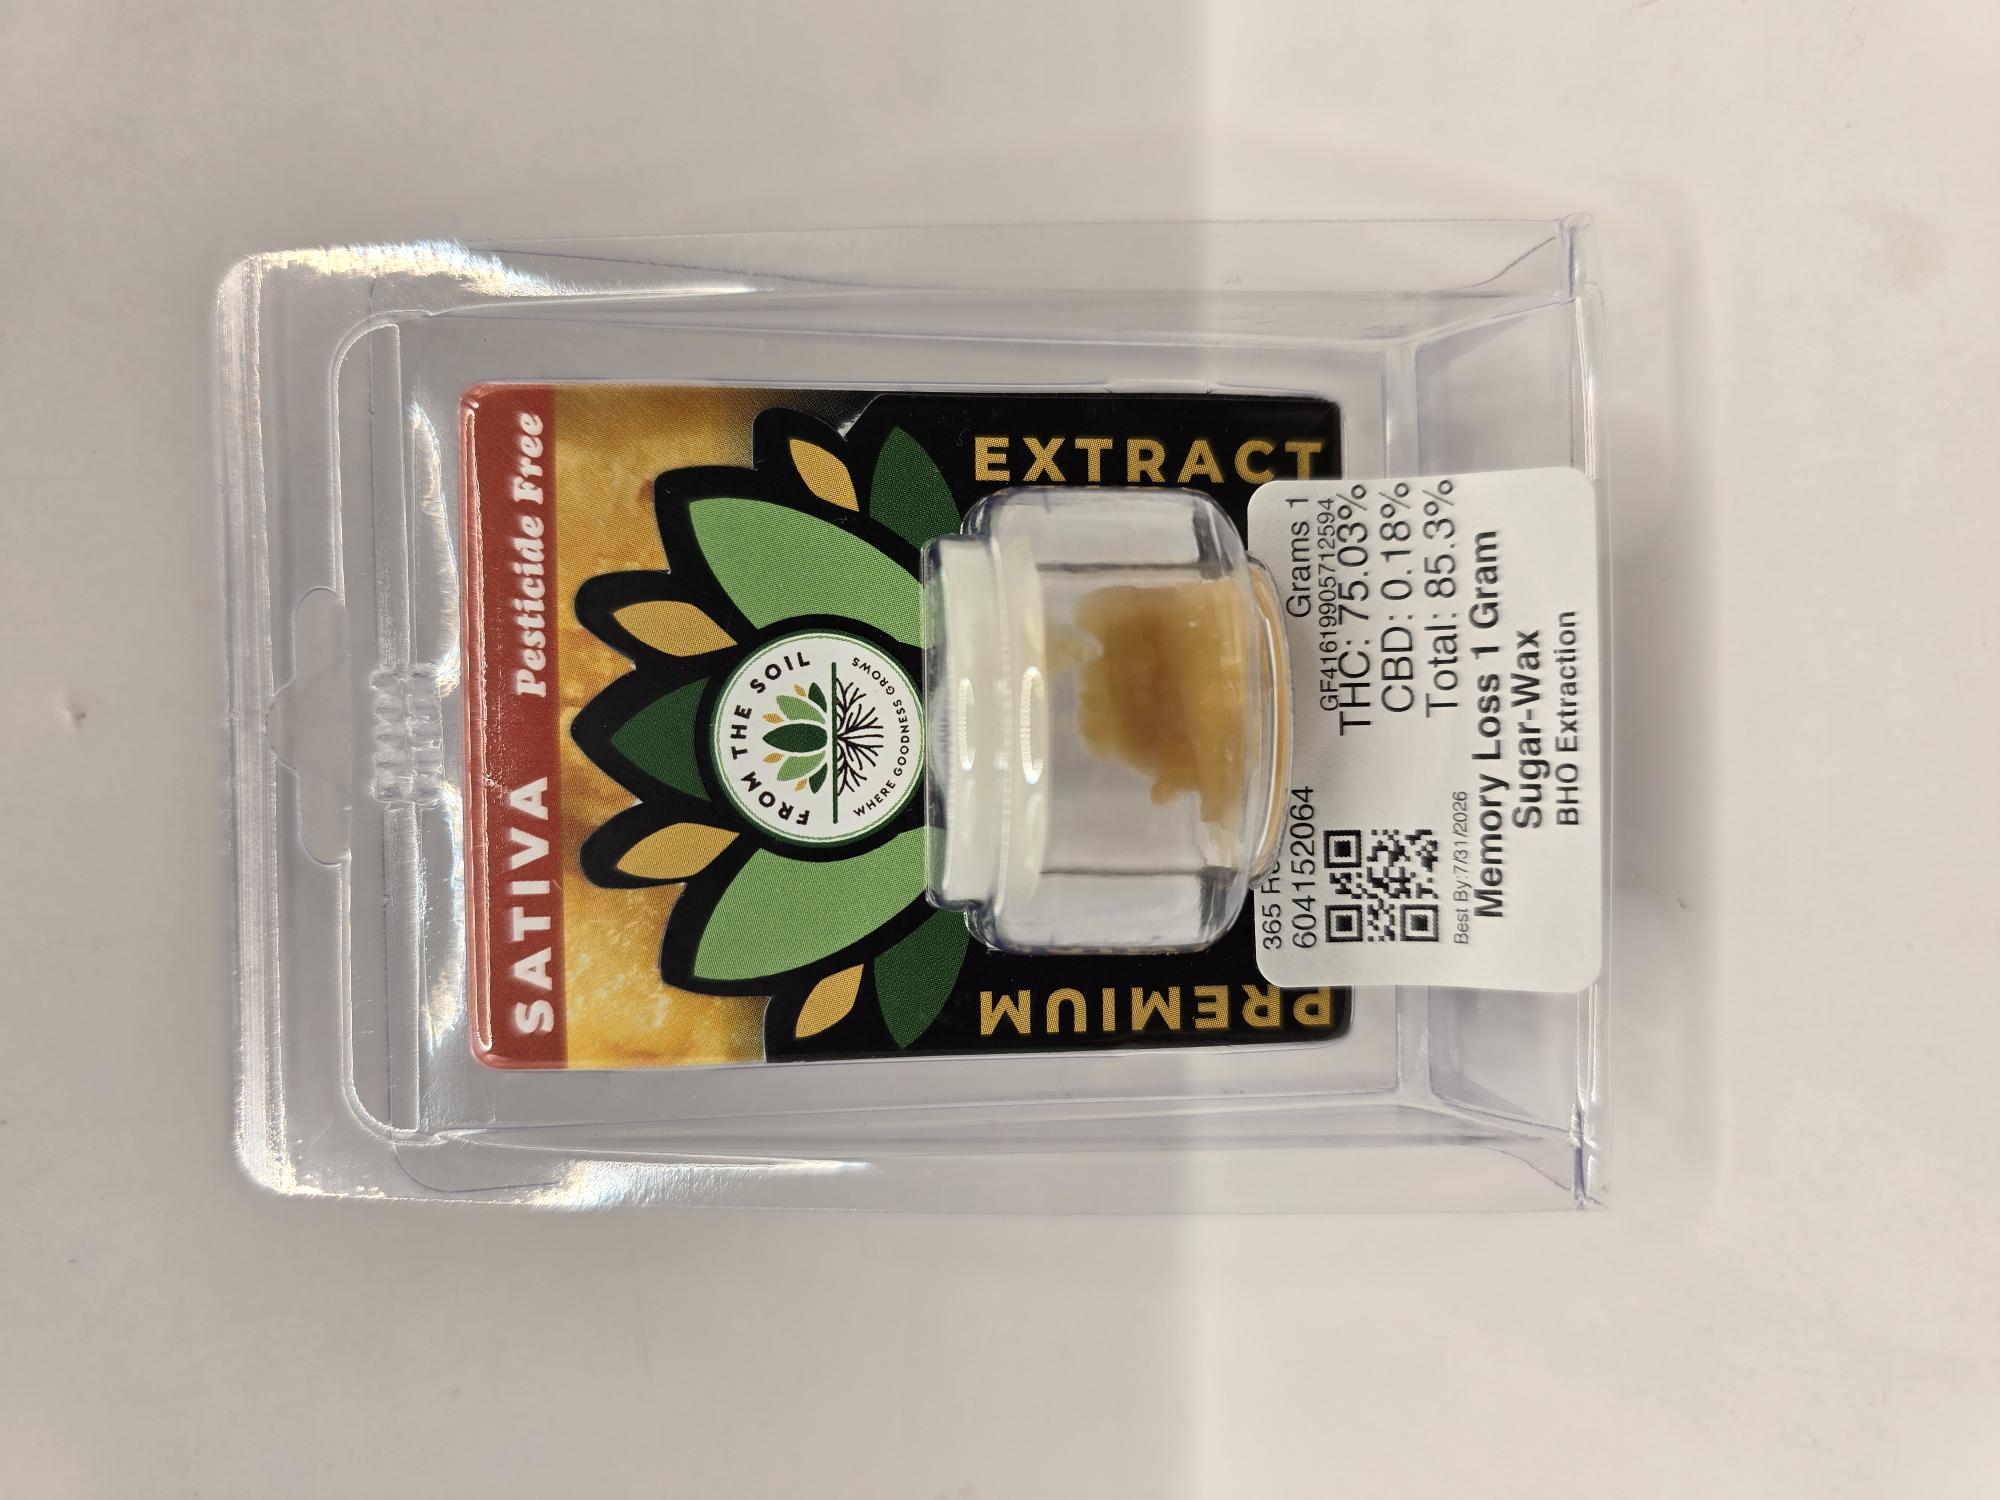 SATIVA Pesticide Free
FROM THE SOIL
WHERE GOODNESS GROWS
PREMIUM
EXTRACT
365
Grams 1
604152064
GF41619905712594
THC: 75.03%
CBD: 0.18%
Total: 85.3%
Best By:7/31/2026
Memory Loss 1 Gram
Sugar-Wax
BHO Extraction